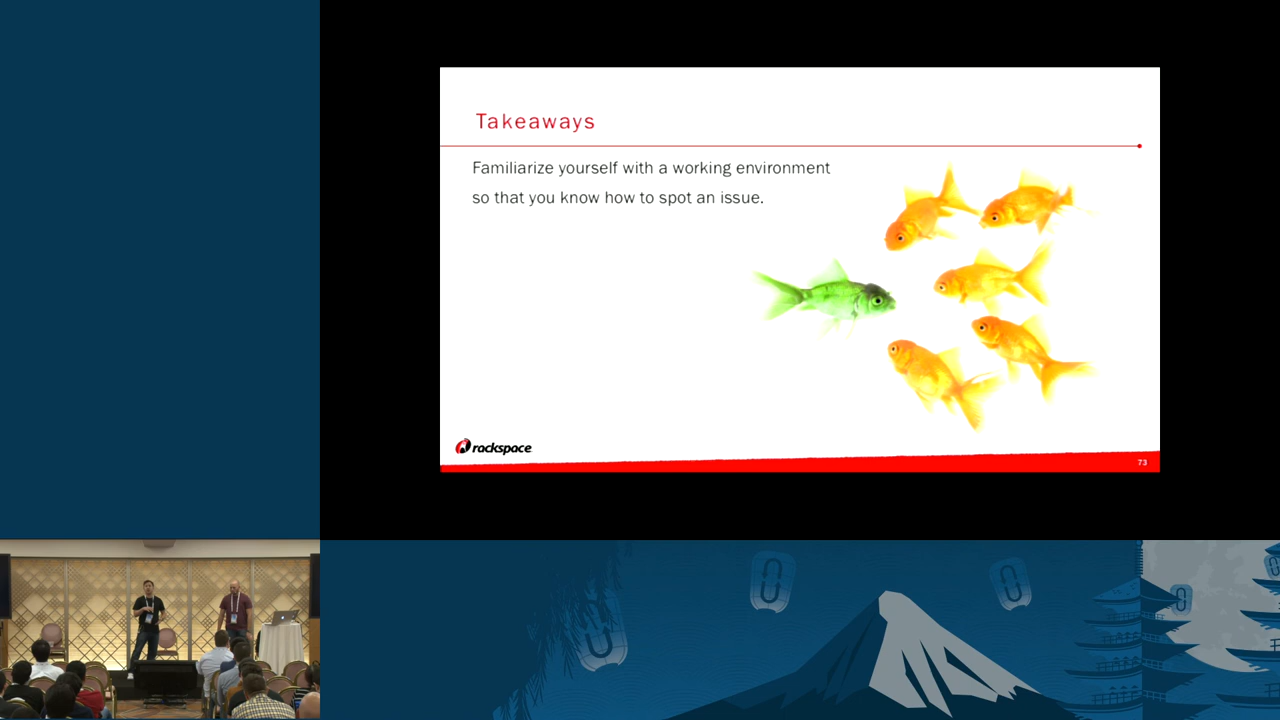 Takeaways
Familiarize yourself with a working environment
so that you know how to spot an issue.
rackspace
73